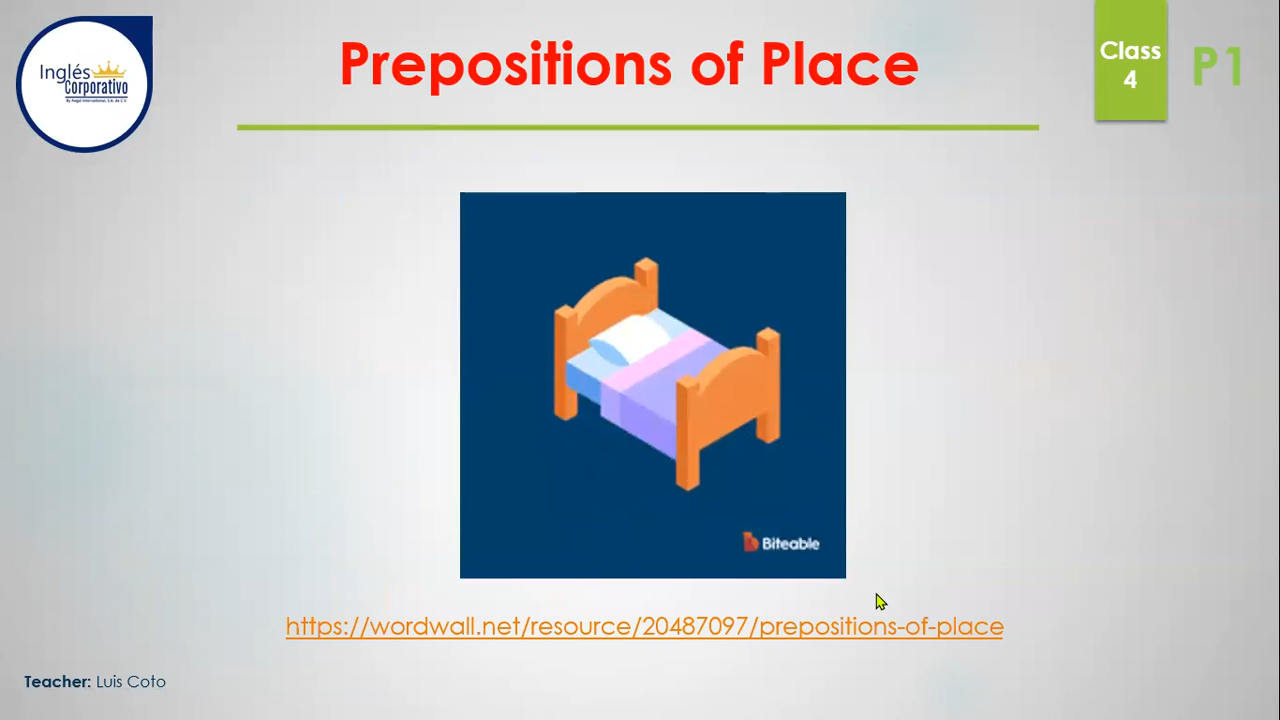 Inglés
Corporativo
Prepositions of Place
Class
4
P1
Biteable
https://wordwall.net/resource/20487097/prepositions-of-place
Teacher: Luis Coto